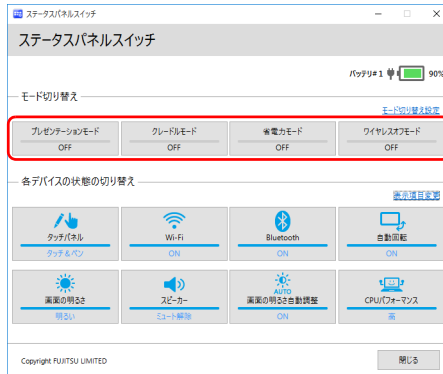 ステータスパネルスイッチ
ステータスパネルスイッチ
バッテリ#1 90%
モード切り替え
モード切り替え設定
プレゼンテーションモード クレードルモード 省電力モード ワイヤレスオフモード
OFF OFF OFF OFF
各デバイスの状態の切り替え
表示項目変更
タッチパネル Wi-Fi Bluetooth 自動回転
タッチ&ペン ON ON ON
AUTO
画面の明るさ スピーカー 画面の明るさ自動調整 CPUパフォーマンス
明るい ミュート解除 ON 高
Copyright FUJITSU LIMITED 閉じる